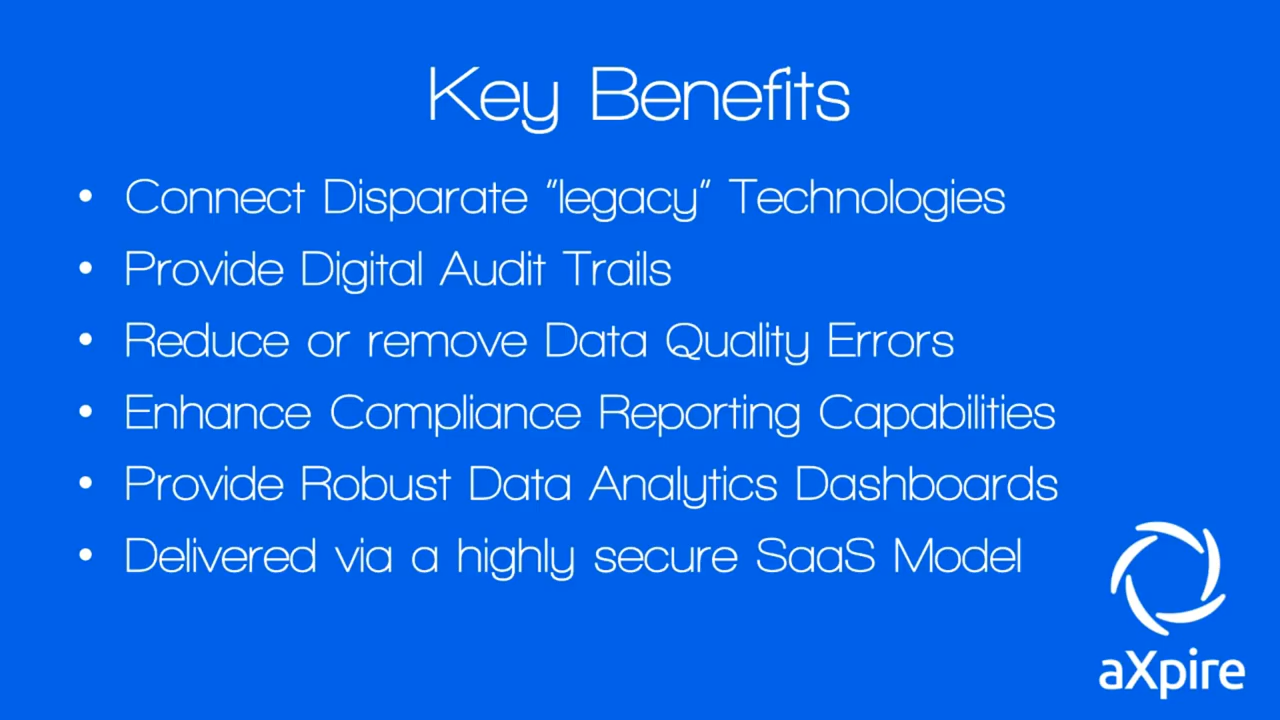 Key Benefits
• Connect Disparate "legacy" Technologies
• Provide Digital Audit Trails
• Reduce or remove Data Quality Errors
• Enhance Compliance Reporting Capabilities
• Provide Robust Data Analytics Dashboards
• Delivered via a highly secure SaaS Model
aXpire